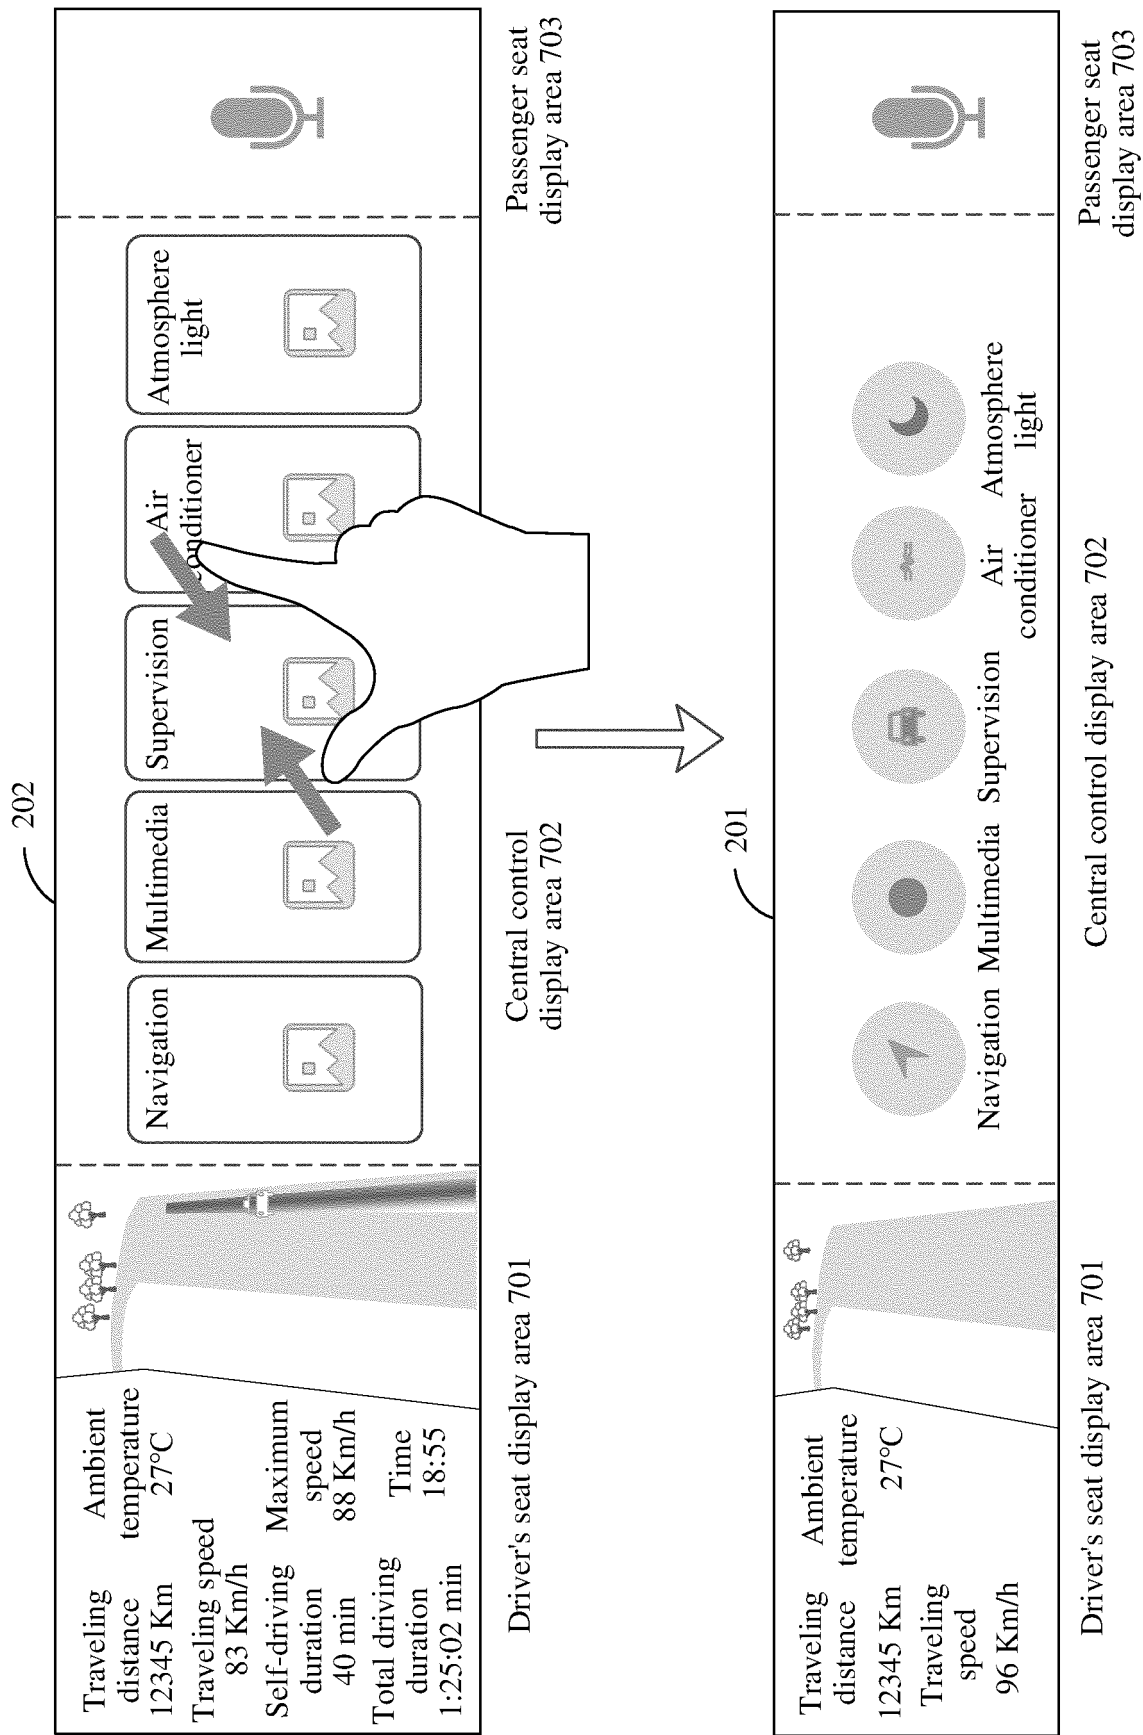 202
Traveling
distance
12345 Km
Ambient
temperature
27°C
Traveling speed
83 Km/h
Self-driving
duration
40 min
Maximum
speed
88 Km/h
Total driving
duration
1:25:02 min
Time
18:55
Navigation
Multimedia
Supervision
Air
conditioner
Atmosphere
light
Driver's seat display area 701
Central control
display area 702
Passenger seat
display area 703
201
Traveling
distance
12345 Km
Ambient
temperature
27°C
Traveling
speed
96 Km/h
Navigation
Multimedia
Supervision
Air
conditioner
Atmosphere
light
Driver's seat display area 701
Central control display area 702
Passenger seat
display area 703